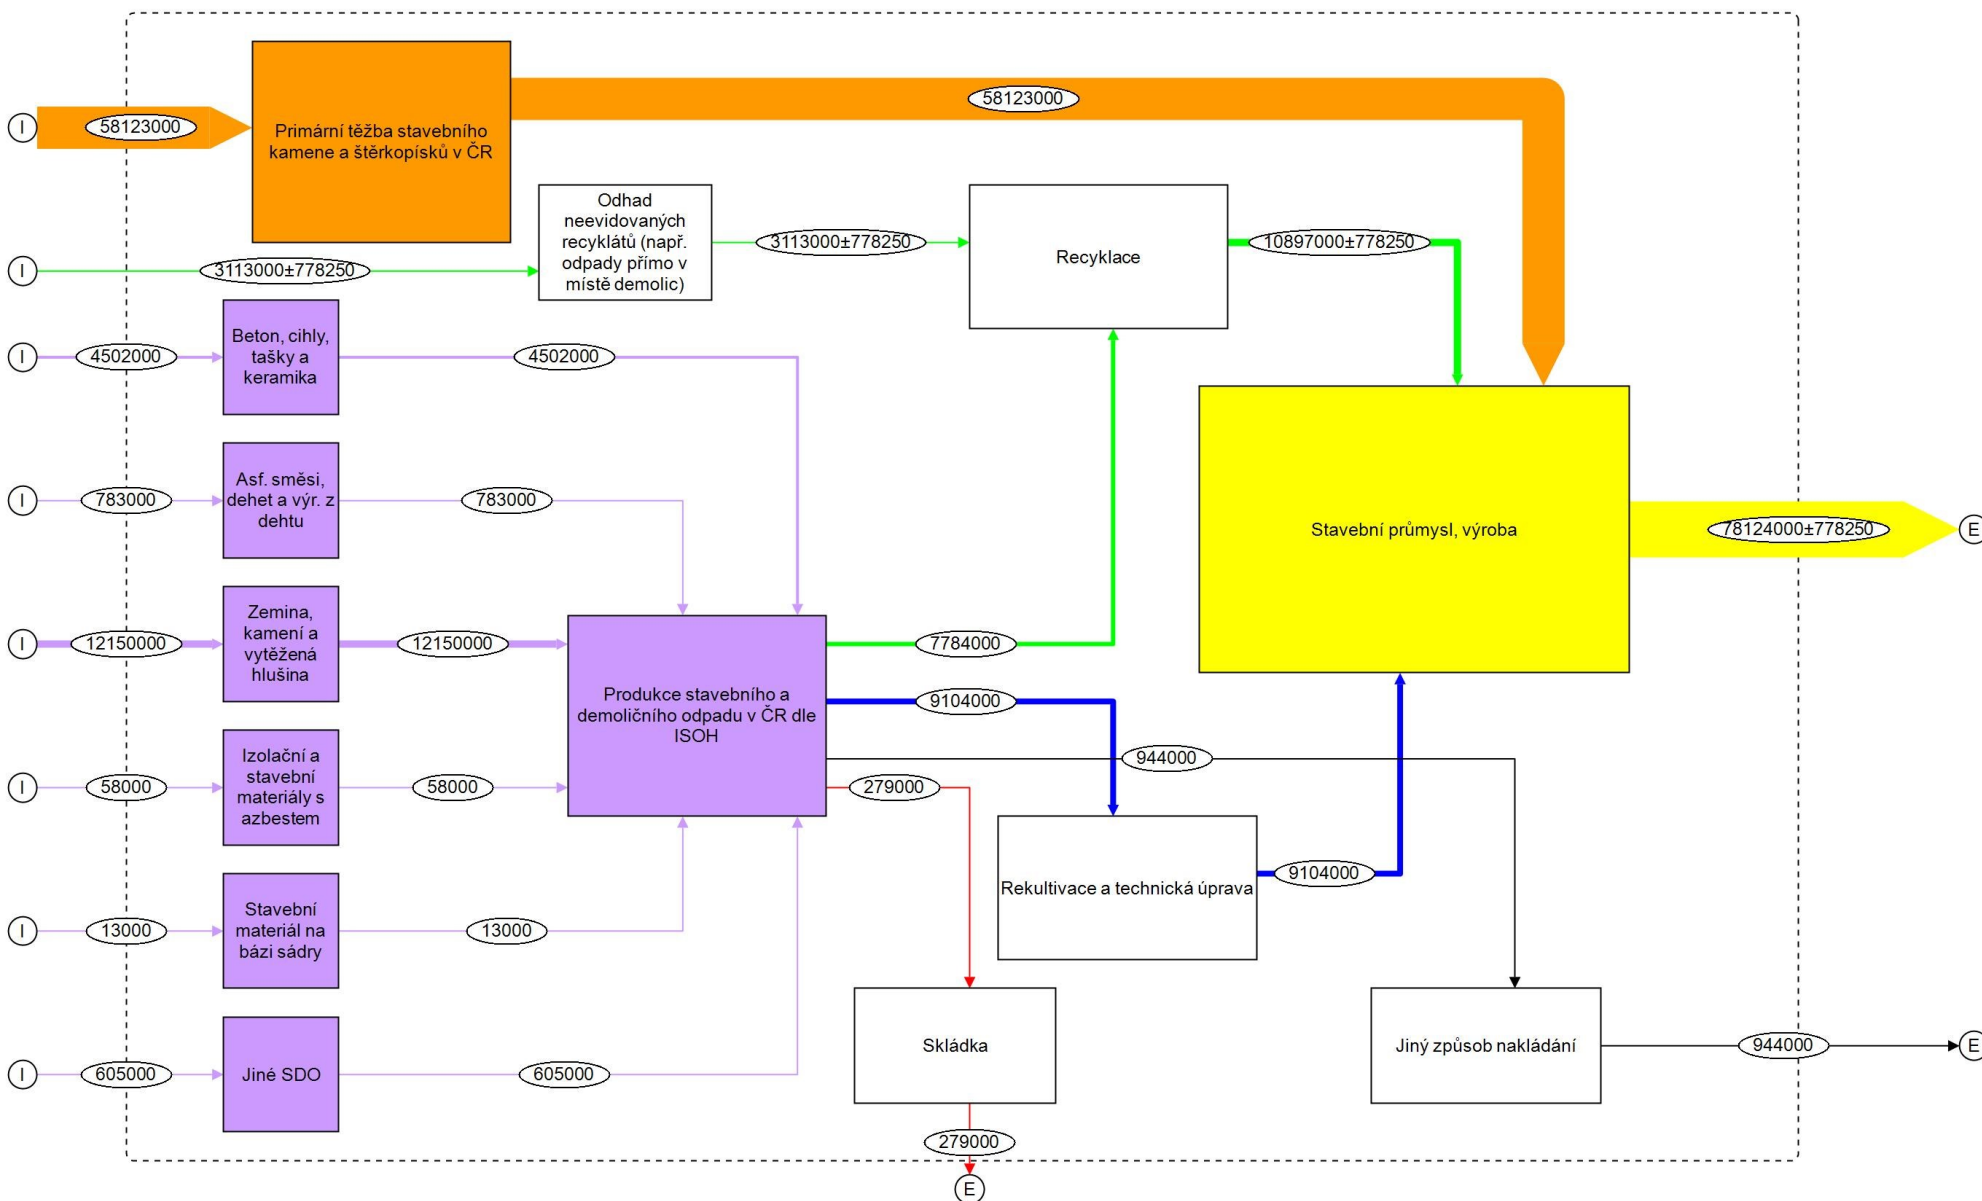 I
58123000
Primární těžba stavebního
kamene a štěrkopísků v ČR
58123000
I
3113000±778250
Odhad
neevidovaných
recyklátů (např.
odpady přímo v
místě demolic)
3113000±778250
Recyklace
10897000±778250
I
4502000
Beton, cihly,
tašky a
keramika
4502000
I
783000
Asf. směsi,
dehet a výr. z
dehtu
783000
Stavební průmysl, výroba
78124000±778250
E
I
12150000
Zemina,
kamení a
vytěžená
hlušina
12150000
Produkce stavebního a
demoličního odpadu v ČR dle
ISOH
7784000
9104000
944000
279000
I
58000
Izolační a
stavební
materiály s
azbestem
58000
Rekultivace a technická úprava
9104000
I
13000
Stavební
materiál na
bázi sádry
13000
I
605000
Jiné SDO
605000
Skládka
Jiný způsob nakládání
944000
E
279000
E